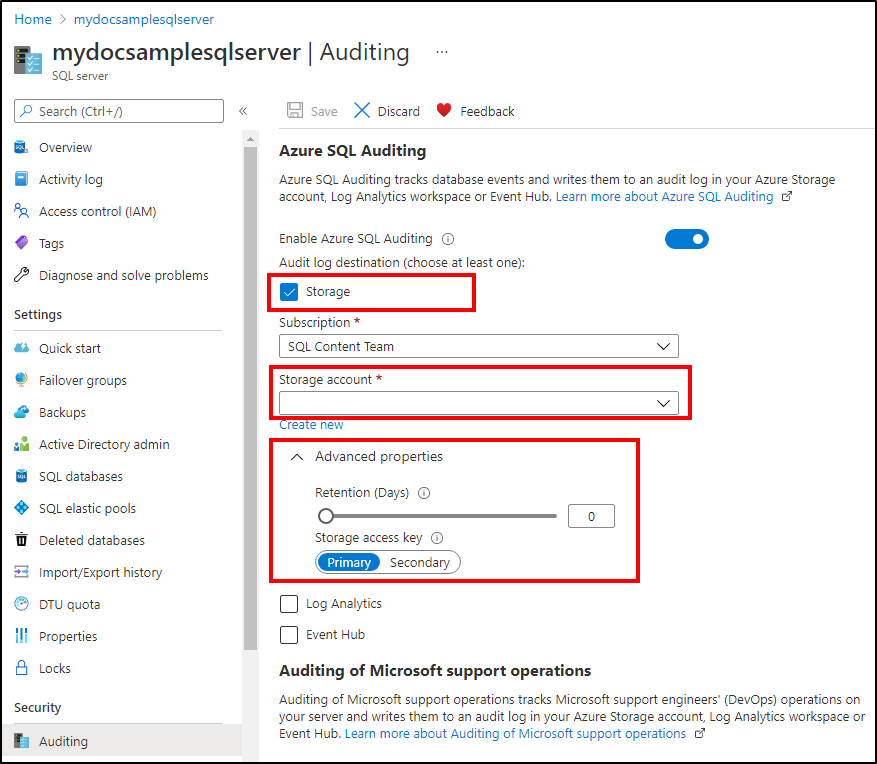 Home > mydocsamplesqlserver
mydocsamplesqlserver | Auditing ...
SQL server
Search (Ctrl+/)
«
Overview
Activity log
Access control (IAM)
Tags
Diagnose and solve problems
Settings
Quick start
Failover groups
Backups
Active Directory admin
SQL databases
SQL elastic pools
Deleted databases
Import/Export history
DTU quota
Properties
Locks
Security
Auditing
Save Discard Feedback
Azure SQL Auditing
Azure SQL Auditing tracks database events and writes them to an audit log in your Azure Storage
account, Log Analytics workspace or Event Hub. Learn more about Azure SQL Auditing
Enable Azure SQL Auditing
Audit log destination (choose at least one):
Storage
Subscription *
SQL Content Team
Storage account *
Create new
Advanced properties
Retention (Days)
0
Storage access key
Primary Secondary
Log Analytics
Event Hub
Auditing of Microsoft support operations
Auditing of Microsoft support operations tracks Microsoft support engineers' (DevOps) operations on
your server and writes them to an audit log in your Azure Storage account, Log Analytics workspace or
Event Hub. Learn more about Auditing of Microsoft support operations